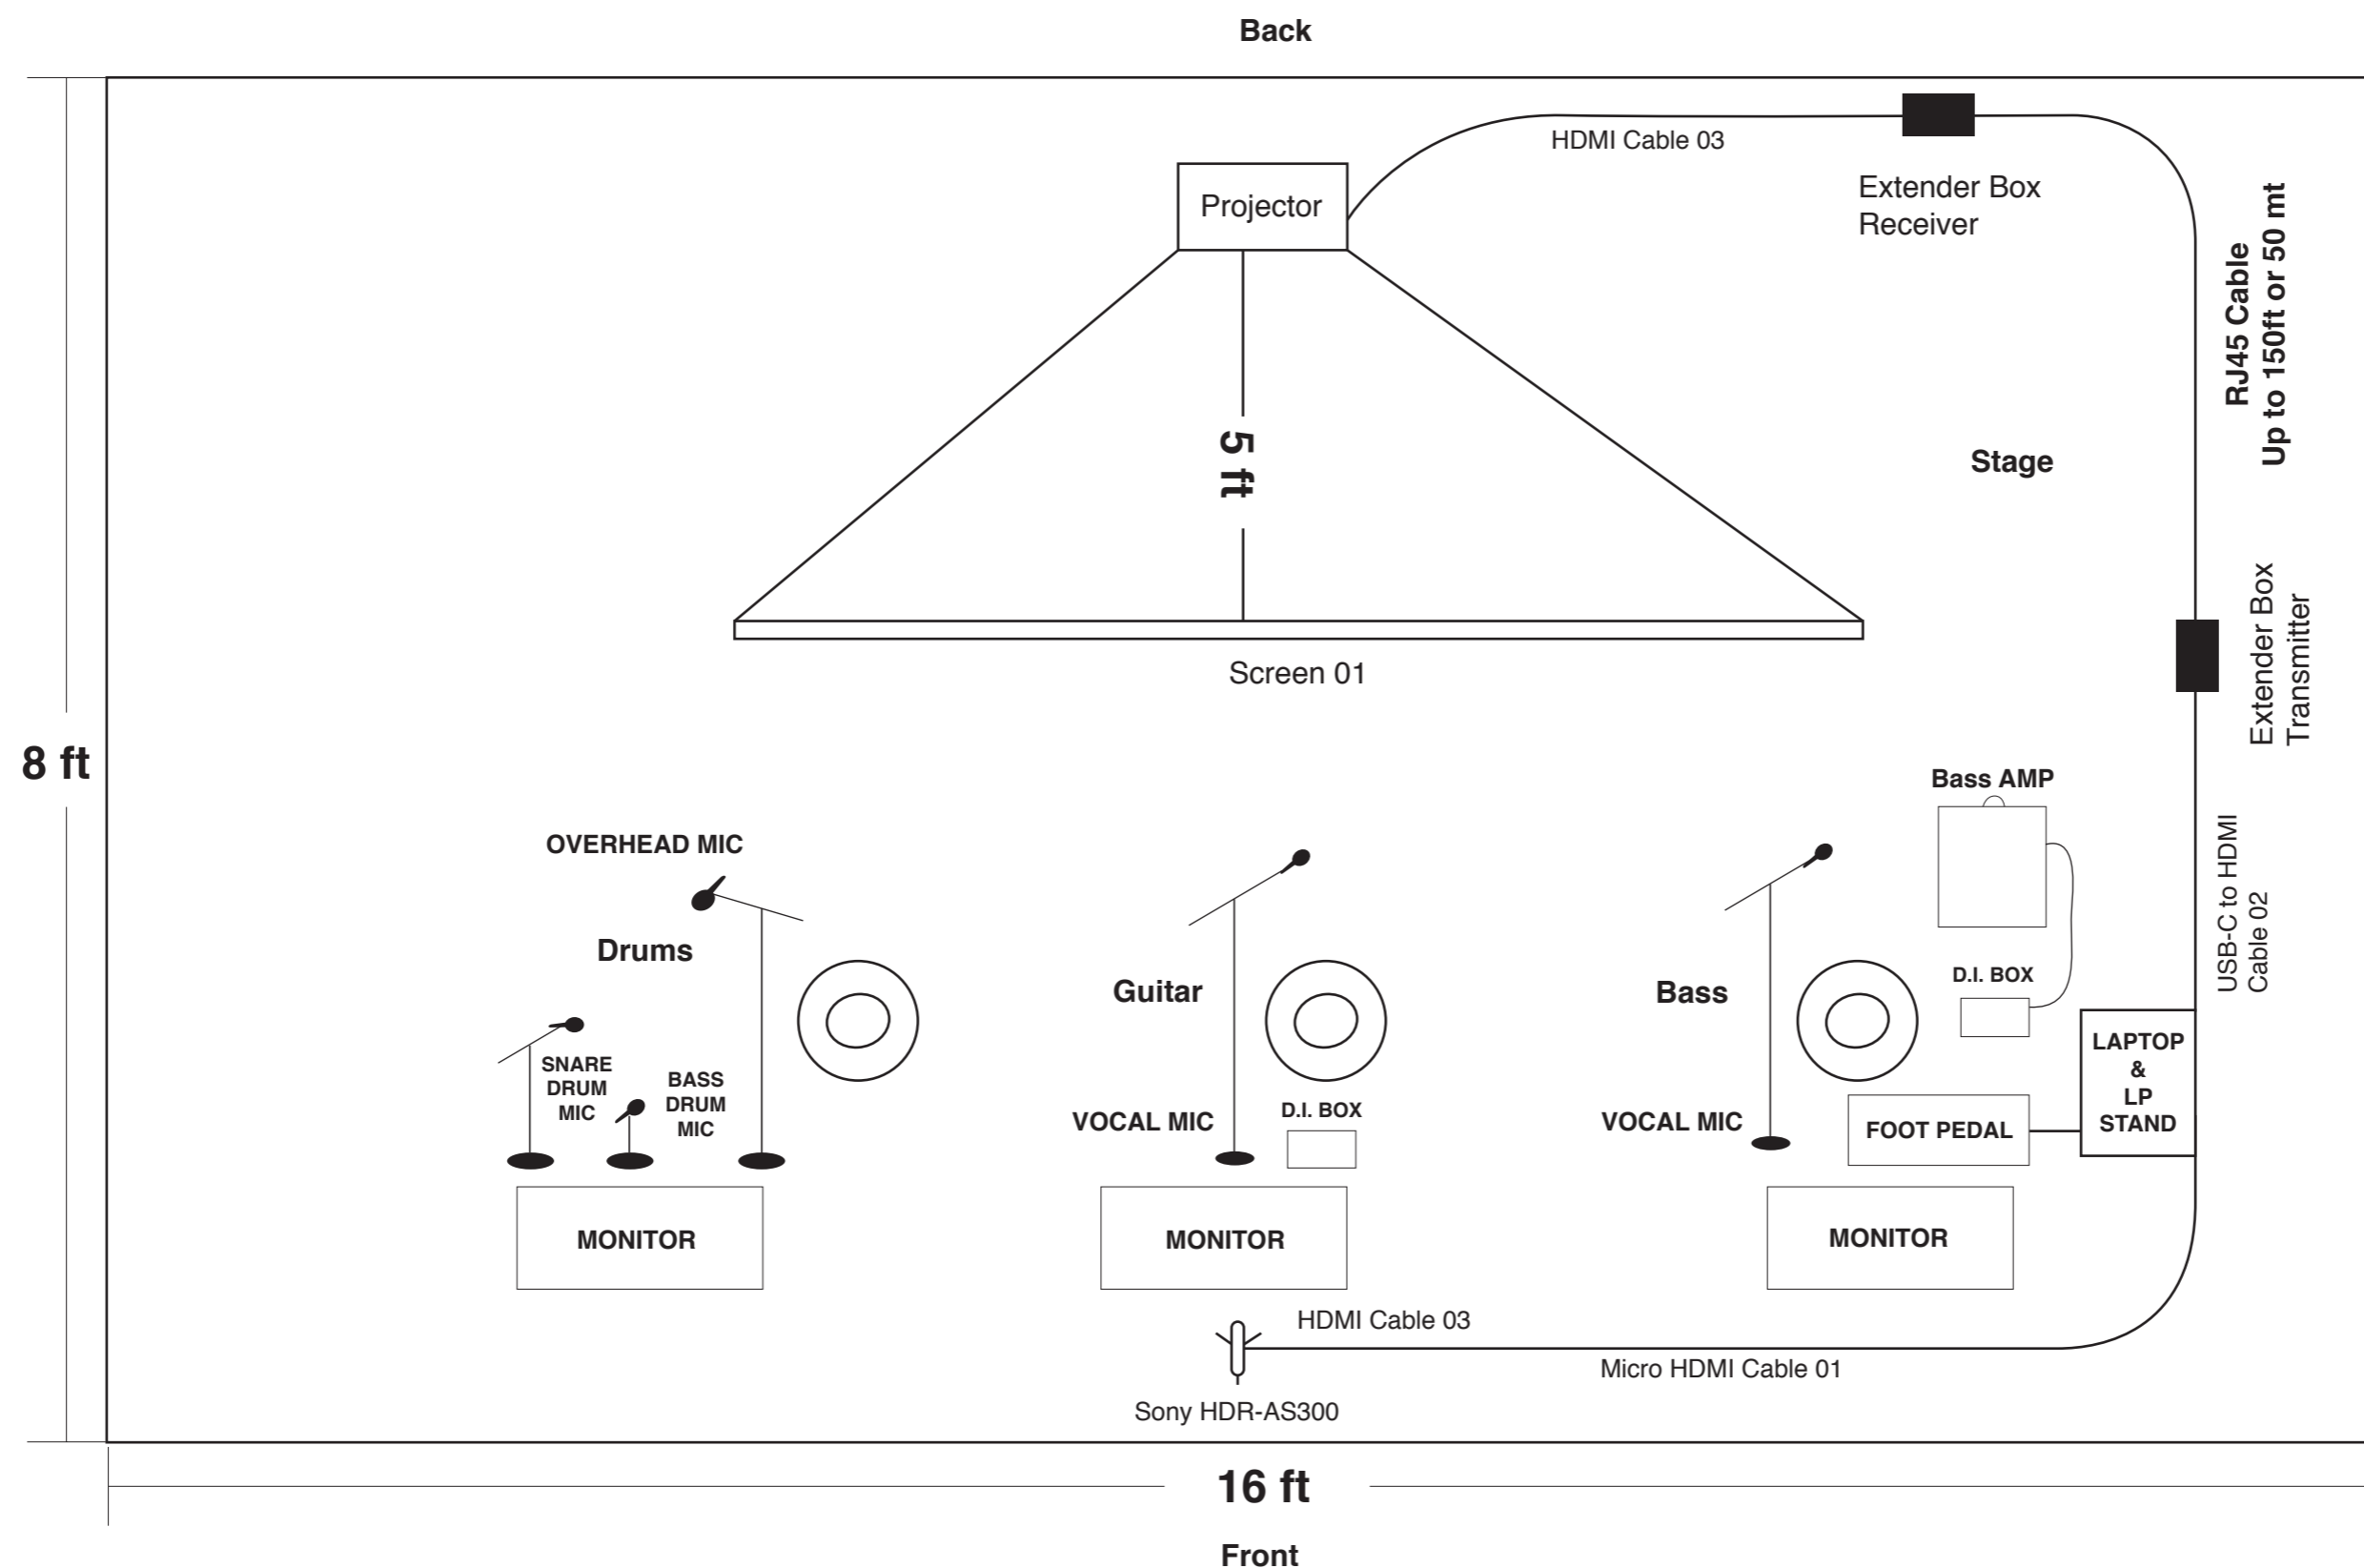 Back
HDMI Cable 03
Projector
Extender Box
Receiver
RJ45 Cable
Up to 150ft or 50 mt
5 ft
Stage
Screen 01
Extender Box
Transmitter
8 ft
Bass AMP
OVERHEAD MIC
USB-C to HDMI
Cable 02
Drums
Guitar
Bass
D.I. BOX
SNARE
DRUM
MIC
BASS
DRUM
MIC
VOCAL MIC
D.I. BOX
VOCAL MIC
FOOT PEDAL
LAPTOP
&
LP
STAND
MONITOR
MONITOR
MONITOR
HDMI Cable 03
Micro HDMI Cable 01
Sony HDR-AS300
16 ft
Front